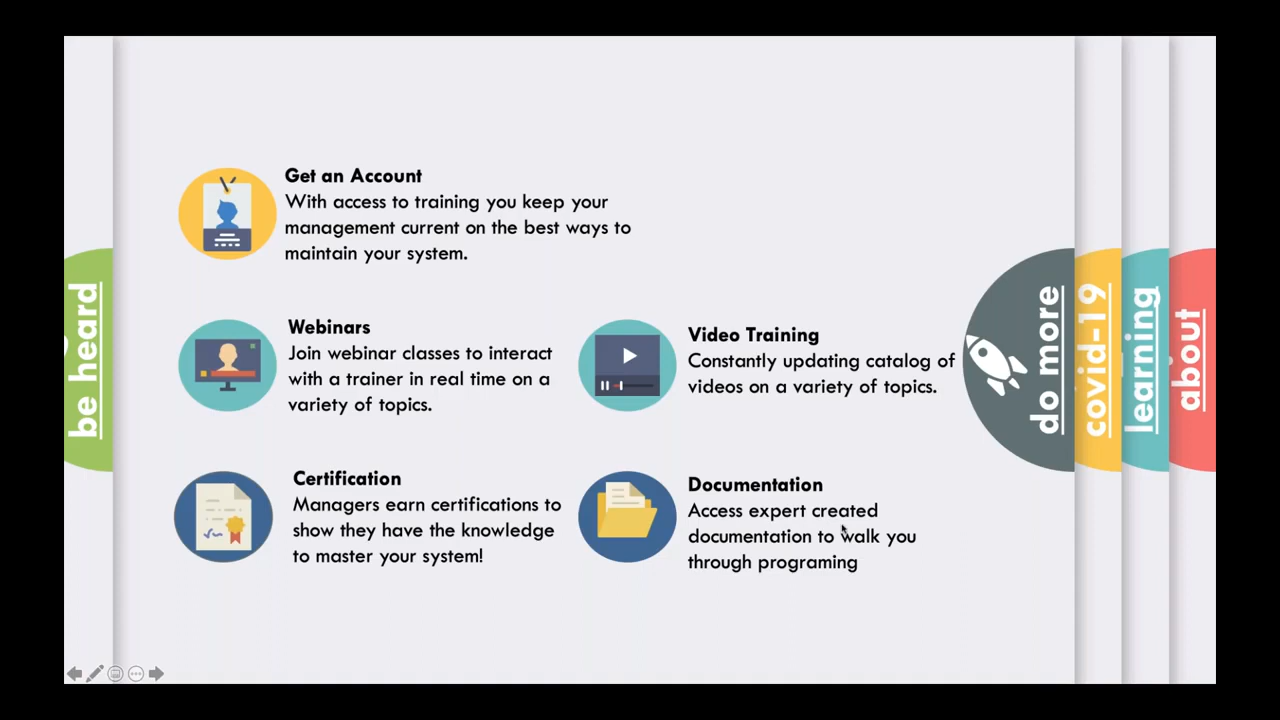 be heard
Get an Account
With access to training you keep your
management current on the best ways to
maintain your system.
Webinars
Join webinar classes to interact
with a trainer in real time on a
variety of topics.
Video Training
Constantly updating catalog of
videos on a variety of topics.
Certification
Managers earn certifications to
show they have the knowledge
to master your system!
Documentation
Access expert created
documentation to walk you
through programing
do more
covid-19
learning
about